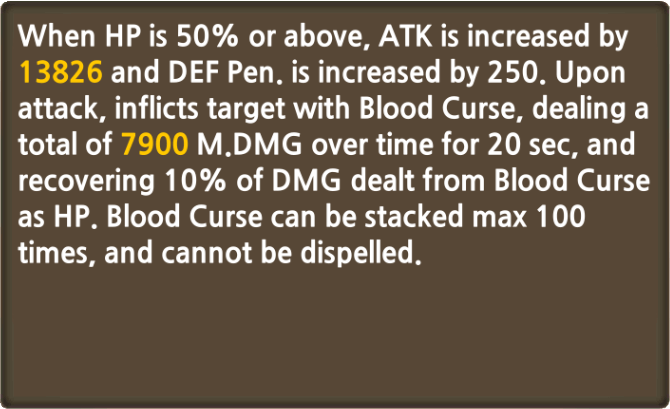 When HP is 50% or above, ATK is increased by
13826 and DEF Pen. is increased by 250. Upon
attack, inflicts target with Blood Curse, dealing a
total of 7900 M.DMG over time for 20 sec, and
recovering 10% of DMG dealt from Blood Curse
as HP. Blood Curse can be stacked max 100
times, and cannot be dispelled.